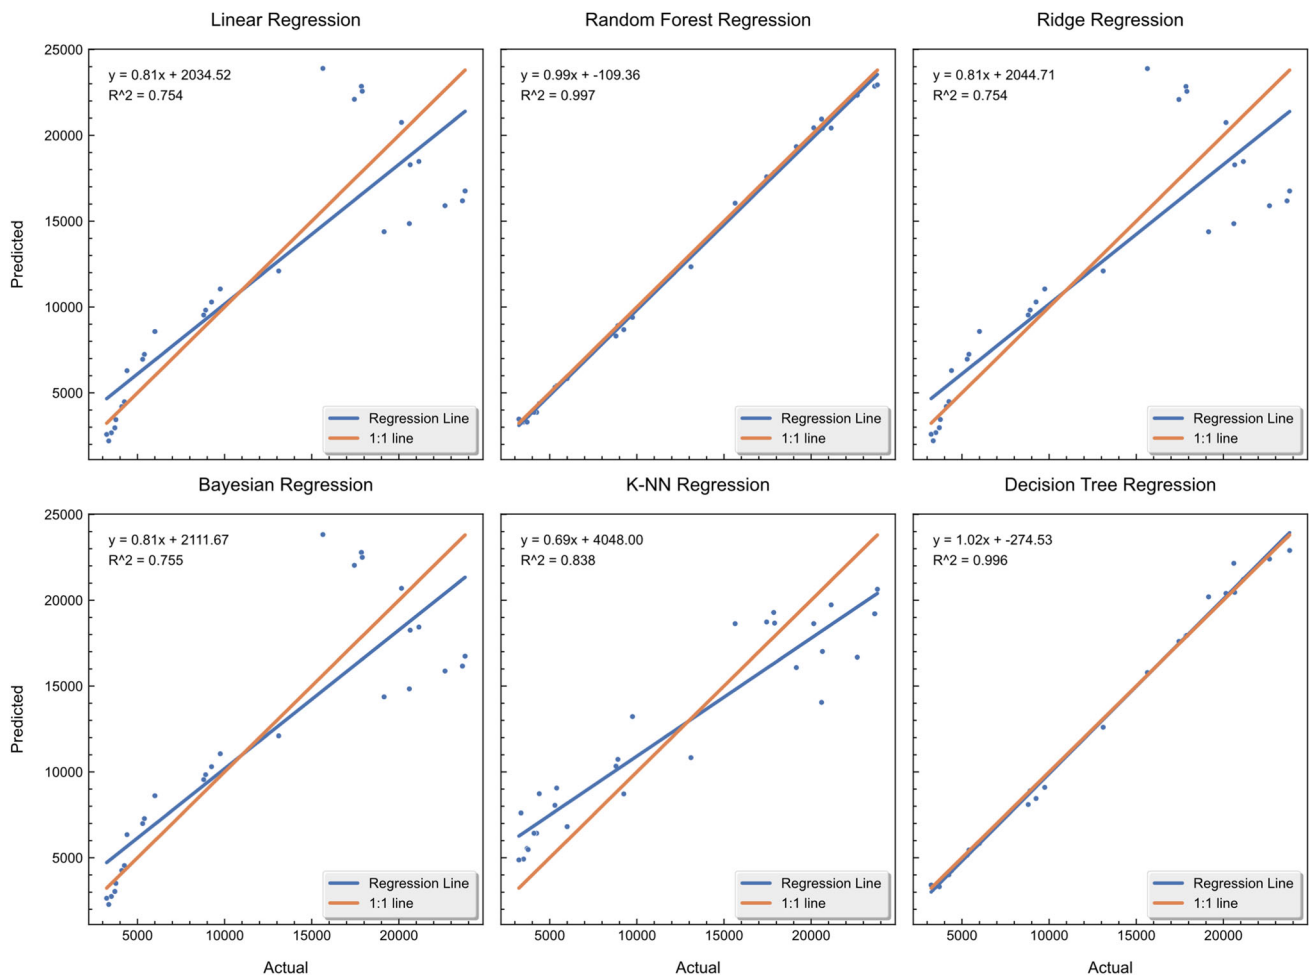 Linear Regression
Random Forest Regression
Ridge Regression
25000
20000
15000
10000
5000
Predicted
y = 0.81x + 2034.52
R^2 = 0.754
Regression Line
1:1 line
y = 0.99x + -109.36
R^2 = 0.997
Regression Line
1:1 line
y = 0.81x + 2044.71
R^2 = 0.754
Regression Line
1:1 line
Bayesian Regression
K-NN Regression
Decision Tree Regression
25000
20000
15000
10000
5000
Predicted
y = 0.81x + 2111.67
R^2 = 0.755
Regression Line
1:1 line
y = 0.69x + 4048.00
R^2 = 0.838
Regression Line
1:1 line
y = 1.02x + -274.53
R^2 = 0.996
Regression Line
1:1 line
5000 10000 15000 20000
5000 10000 15000 20000
5000 10000 15000 20000
Actual
Actual
Actual